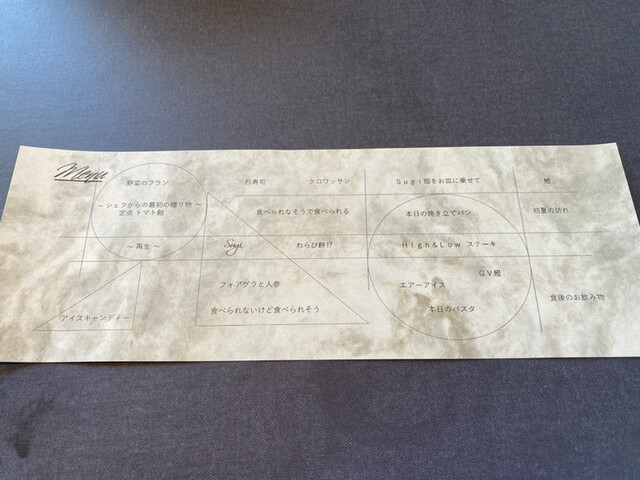 Menu
野菜のフラン
~シェフからの最初の贈り物~
定点 トマト飴
~再生~
アイスキャンディー
杉寿司 クロワッサン
食べられなそうで食べられる
Sugi わらび餅!?
フォアグラと人参
食べられないけど食べられそう
Sugi 階をお皿に乗せて
本日の焼き立てパン
High&Low ステーキ
GV鰹
エアーアイス
本日のパスタ
鱧
初夏の訪れ
食後のお飲み物